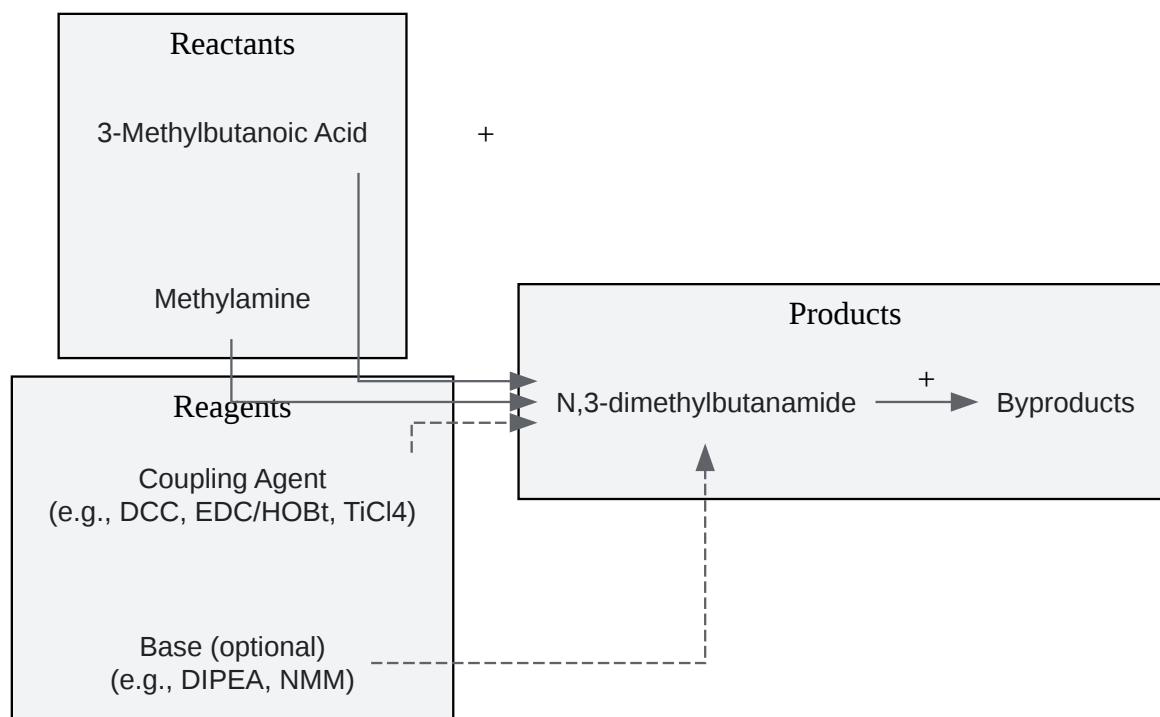 Reactants
3-Methylbutanoic Acid
+
Methylamine
Reagents
Coupling Agent
(e.g., DCC, EDC/HOBt, TiCl4)
Base (optional)
(e.g., DIPEA, NMM)
Products
N,3-dimethylbutanamide
+
Byproducts